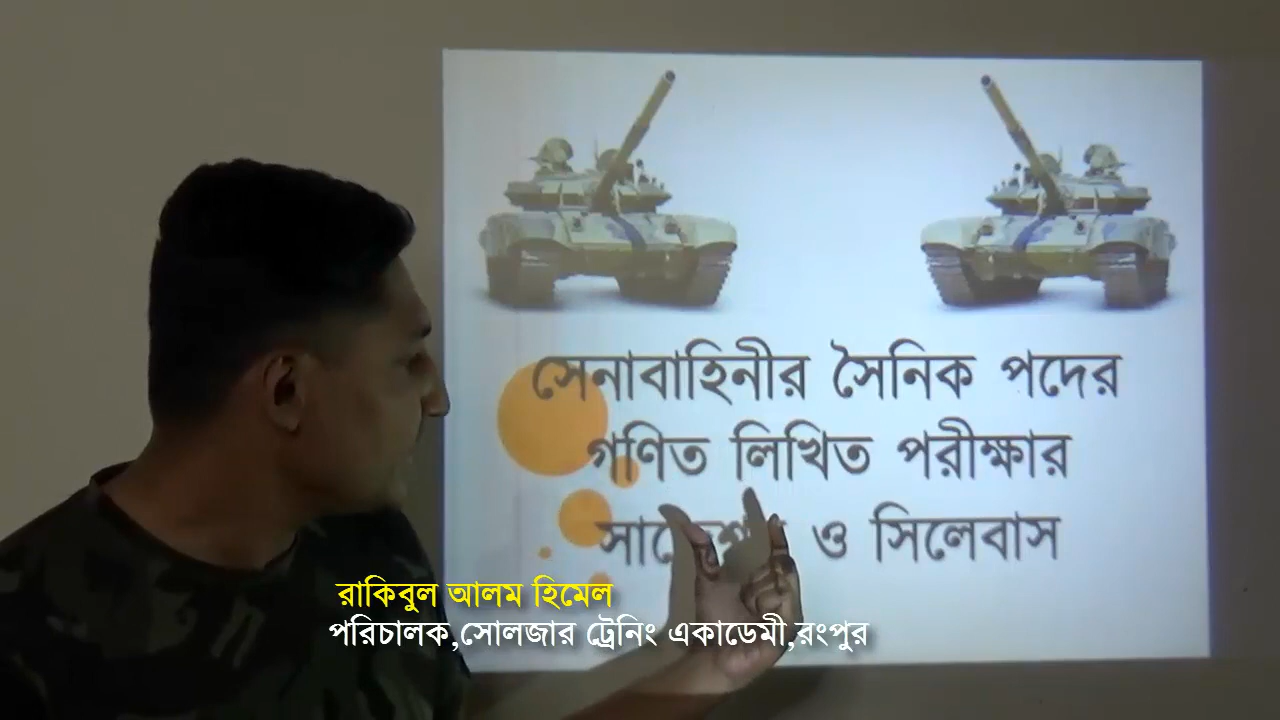 সেনাবাহিনীর সৈনিক পদের
গণিত লিখিত পরীক্ষার
ও সিলেবাস
রাকিবুল আলম হিমেল
পরিচালক,সোলজার ট্রেনিং একাডেমী,রংপুর